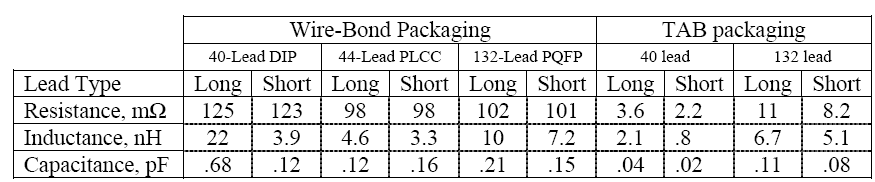 Wire-Bond Packaging TAB packaging
40-Lead DIP 44-Lead PLCC 132-Lead PQFP 40 lead 132 lead
Lead Type Long Short Long Short Long Short Long Short Long Short
Resistance, mΩ 125 123 98 98 102 101 3.6 2.2 11 8.2
Inductance, nH 22 3.9 4.6 3.3 10 7.2 2.1 .8 6.7 5.1
Capacitance, pF .68 .12 .12 .16 .21 .15 .04 .02 .11 .08